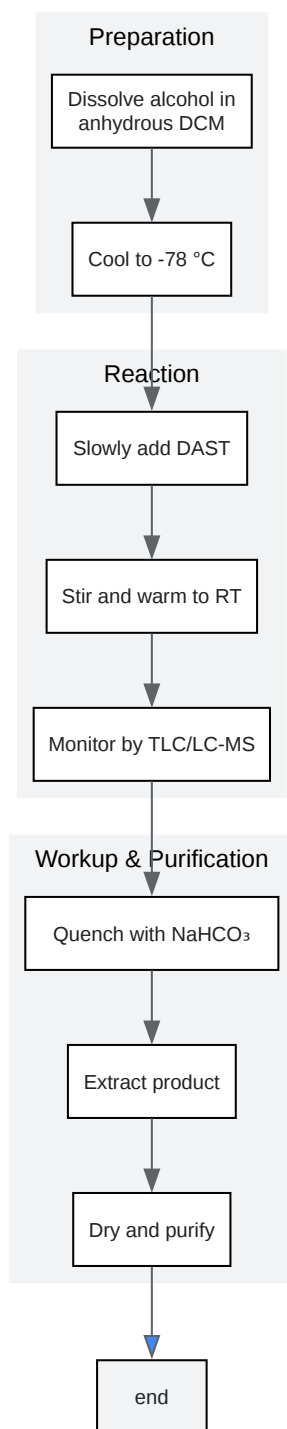 Preparation
Dissolve alcohol in
anhydrous DCM
Cool to -78 °C
Reaction
Slowly add DAST
Stir and warm to RT
Monitor by TLC/LC-MS
Workup & Purification
Quench with NaHCO₃
Extract product
Dry and purify
end